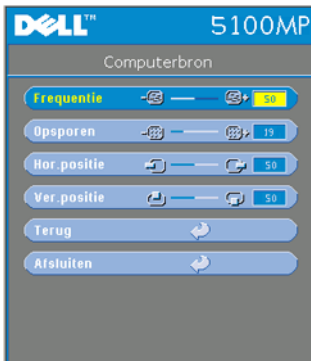 DELL™ 5100MP
Computerbron
Frequentie 50
Opsporen 19
Hor.positie 50
Ver.positie 50
Terug
Afsluiten